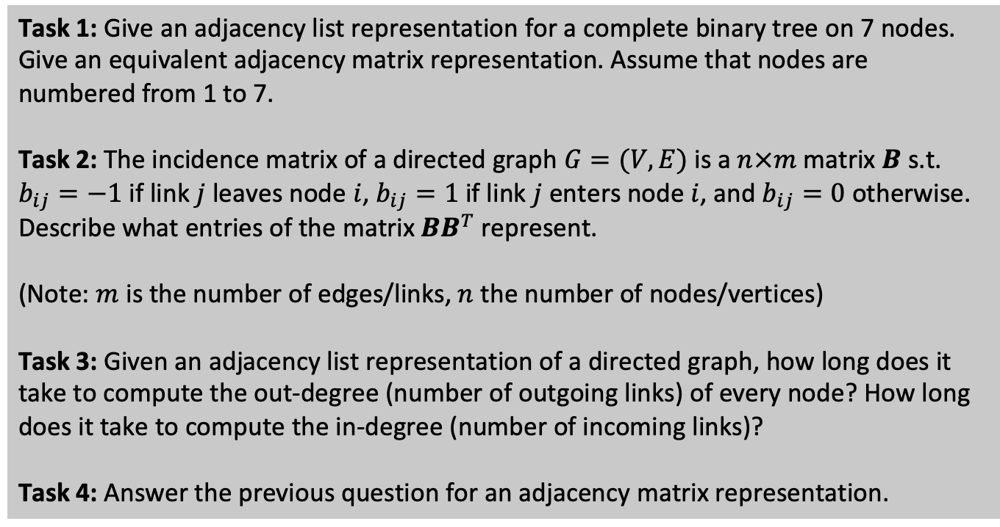 Task 1: Give an adjacency list representation for a complete binary tree on 7 nodes.
Give an equivalent adjacency matrix representation. Assume that nodes are
numbered from 1 to 7.
Task 2: The incidence matrix of a directed graph G = (V, E) is a n×m matrix B s.t.
b_{ij} = −1 if link j leaves node i, b_{ij} = 1 if link j enters node i, and b_{ij} = 0 otherwise.
Describe what entries of the matrix BB^T represent.
(Note: m is the number of edges/links, n the number of nodes/vertices)
Task 3: Given an adjacency list representation of a directed graph, how long does it
take to compute the out-degree (number of outgoing links) of every node? How long
does it take to compute the in-degree (number of incoming links)?
Task 4: Answer the previous question for an adjacency matrix representation.